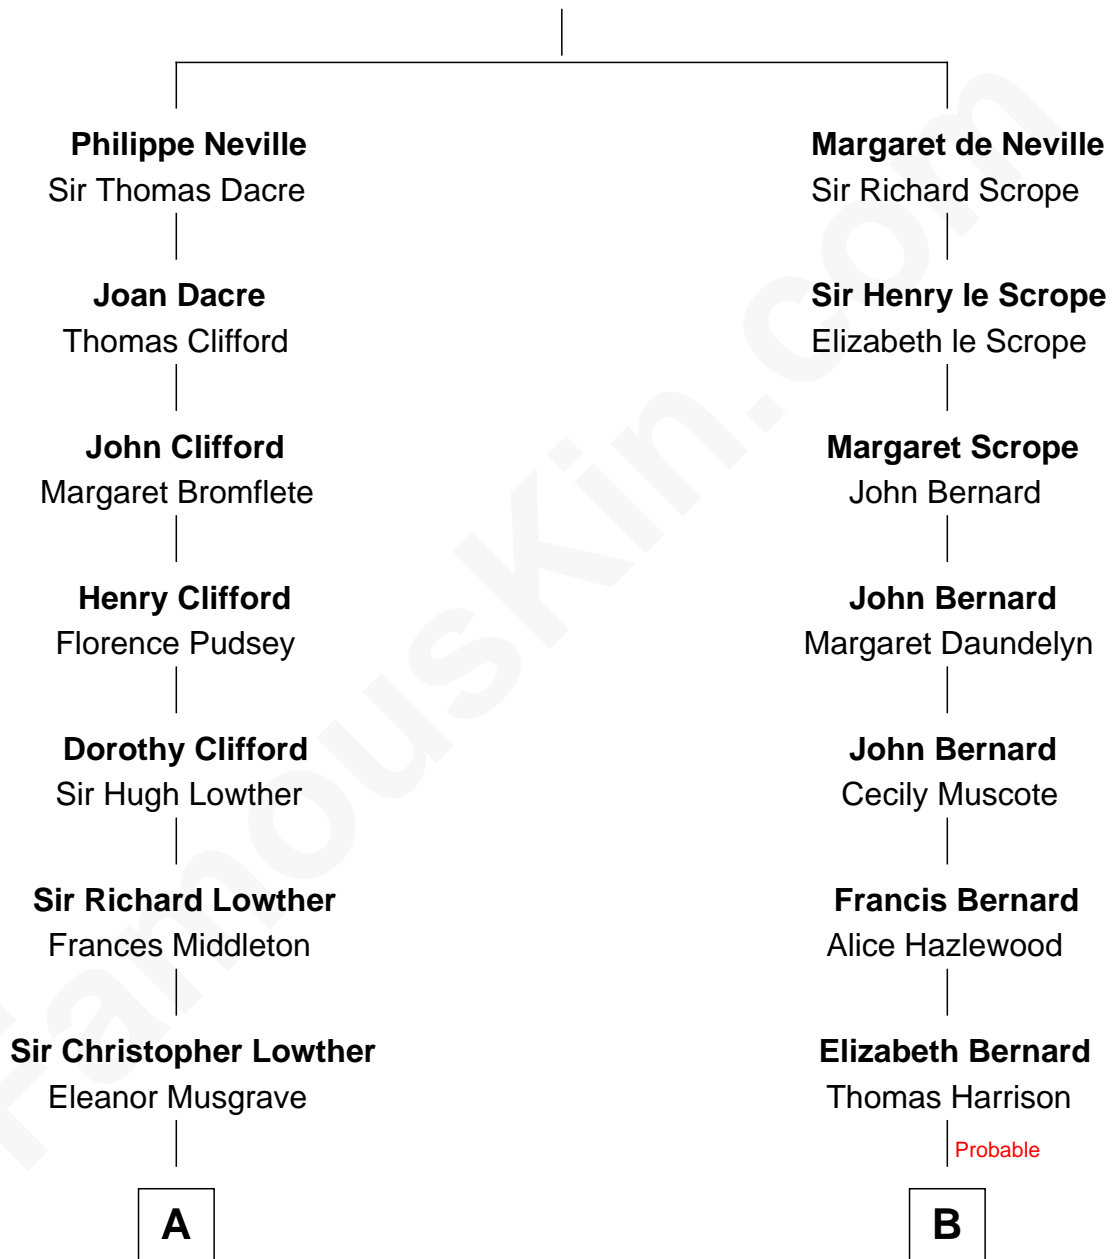 Philippe Neville
Sir Thomas Dacre
Joan Dacre
Thomas Clifford
John Clifford
Margaret Bromflete
Henry Clifford
Florence Pudsey
Dorothy Clifford
Sir Hugh Lowther
Sir Richard Lowther
Frances Middleton
Sir Christopher Lowther
Eleanor Musgrave
A
Margaret de Neville
Sir Richard Scrope
Sir Henry le Scrope
Elizabeth le Scrope
Margaret Scrope
John Bernard
John Bernard
Margaret Daundelyn
John Bernard
Cecily Muscote
Francis Bernard
Alice Hazlewood
Elizabeth Bernard
Thomas Harrison
Probable
B
FamousKin.com